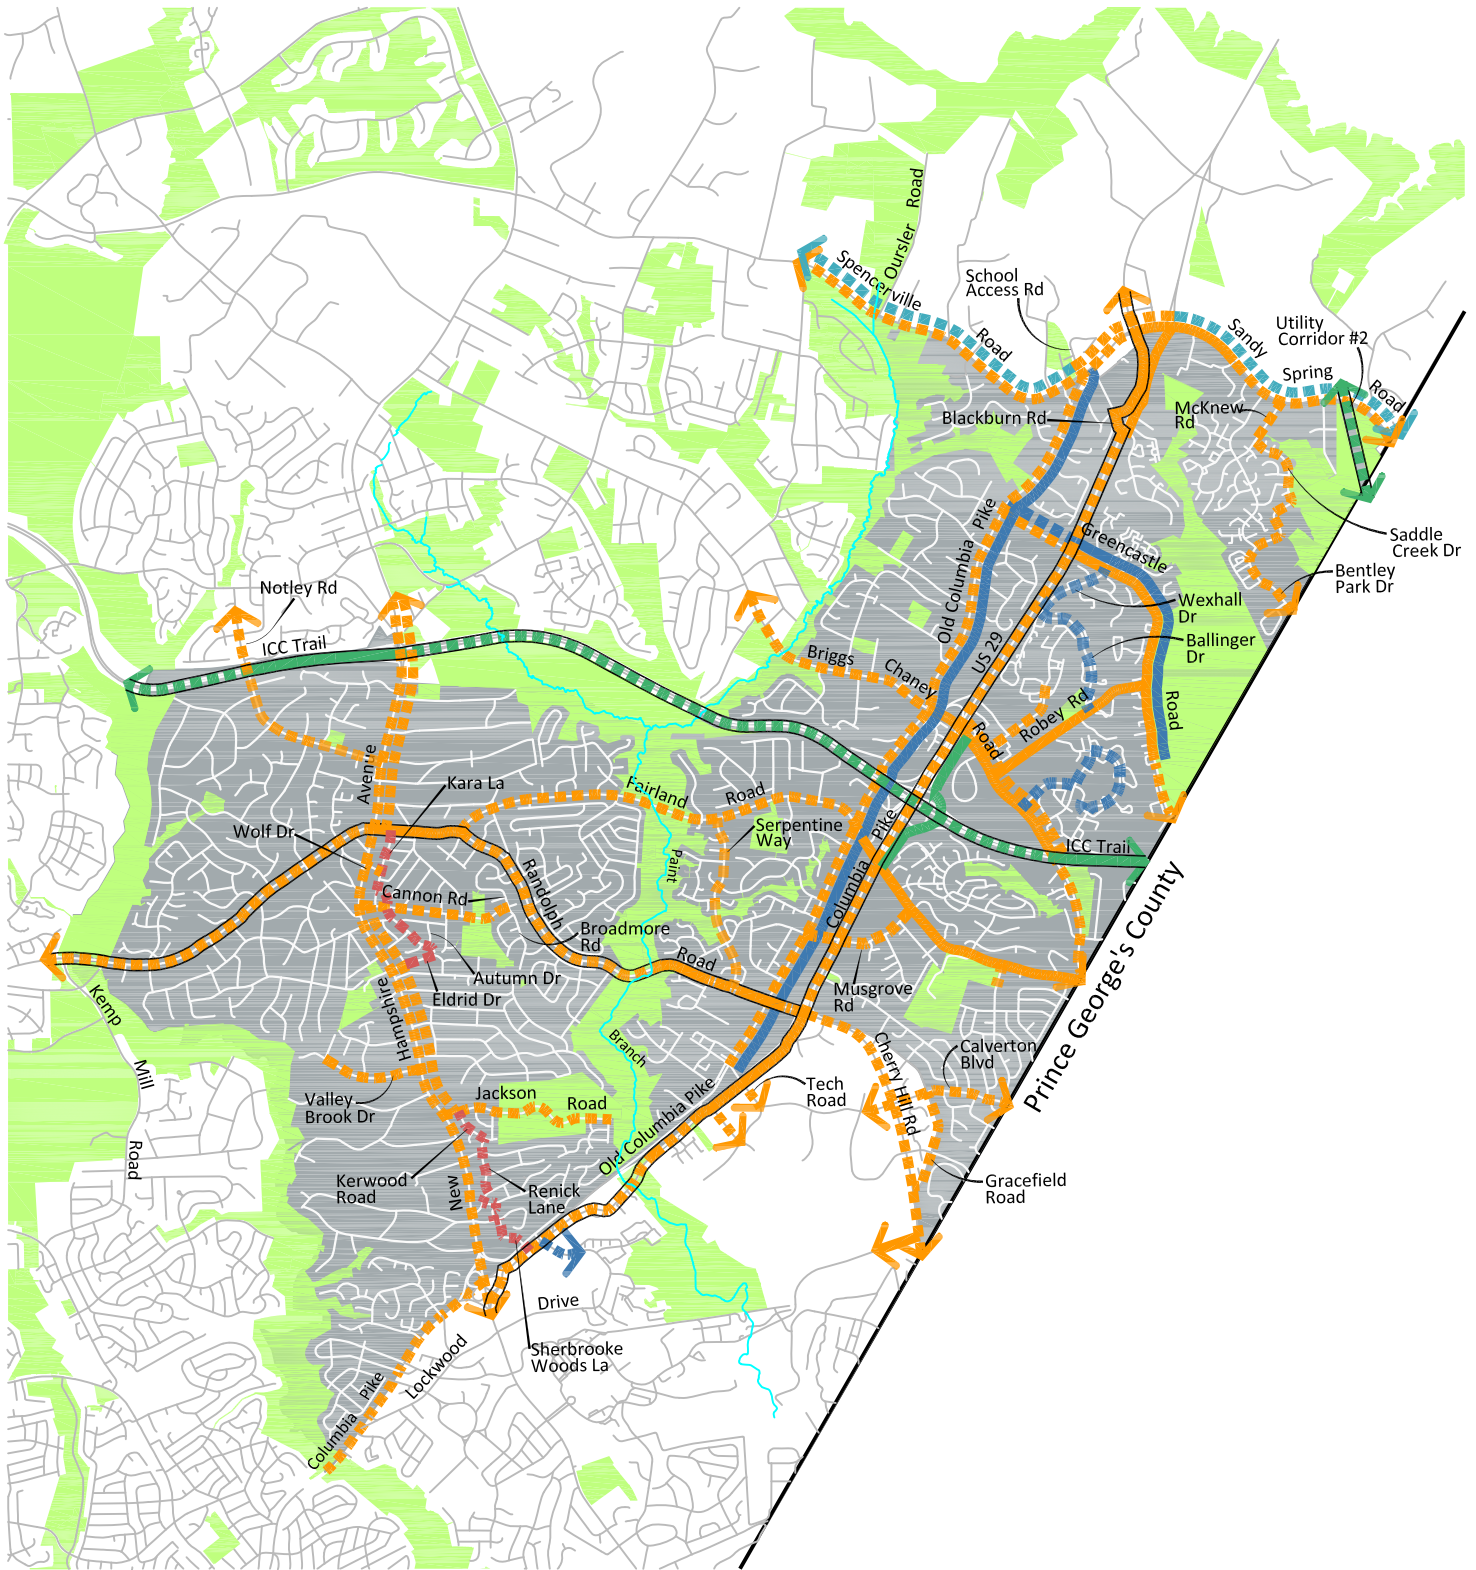 Oursler Road
Spencerville
Road
School
Access Rd
Sandy
Spring
Road
Utility
Corridor #2
Blackburn Rd
McKnew
Rd
Saddle
Creek Dr
Bentley
Park Dr
Greencastle
Road
Wexhall
Dr
Ballinger
Dr
Old Columbia Pike
US 29
Notley Rd
ICC Trail
Briggs
Chaney
Road
Robey Rd
Avenue
Kara La
Fairland
Road
Serpentine
Way
Wolf Dr
Columbia
Pike
ICC Trail
Paint
Cannon Rd
Randolph
Broadmore
Rd
Road
Autumn Dr
Eldrid Dr
Musgrove
Rd
Prince George's County
Kemp
Mill
Road
Hampshire
Branch
Cherry Hill Rd
Calverton
Blvd
Valley
Brook Dr
Jackson
Road
Tech
Road
Old Columbia Pike
Kerwood
Road
New
Renick
Lane
Gracefield
Road
Drive
Lockwood
Sherbrooke
Woods La
Columbia
Pike